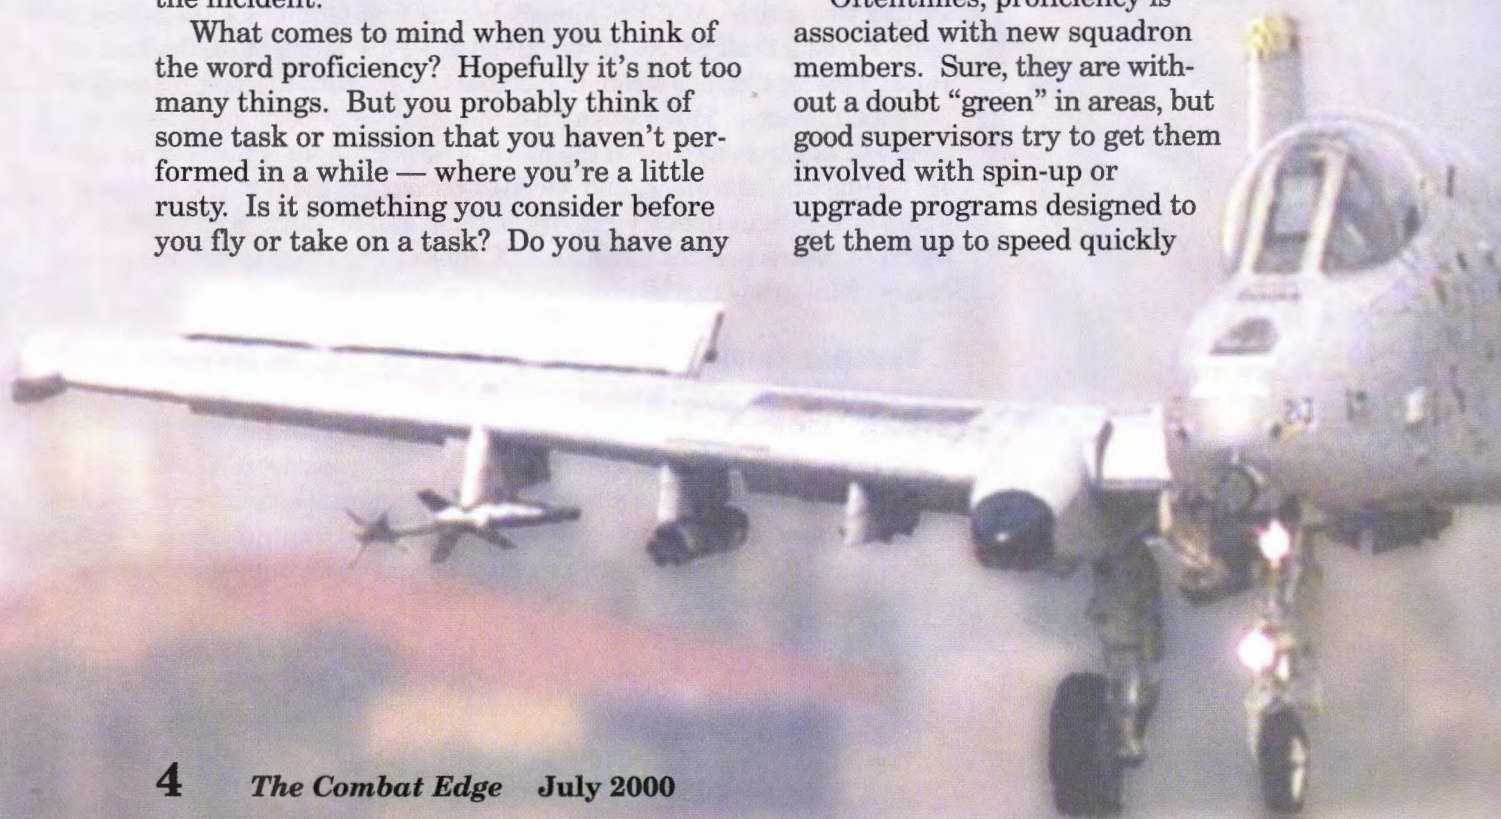 the incident.
What comes to mind when you think of
the word proficiency?  Hopefully it's not too
many things.  But you probably think of
some task or mission that you haven't per-
formed in a while — where you're a little
rusty.  Is it something you consider before
you fly or take on a task?  Do you have any
Oftentimes, proficiency is
associated with new squadron
members.  Sure, they are with-
out a doubt “green” in areas, but
good supervisors try to get them
involved with spin-up or
upgrade programs designed to
get them up to speed quickly
4 The Combat Edge July 2000